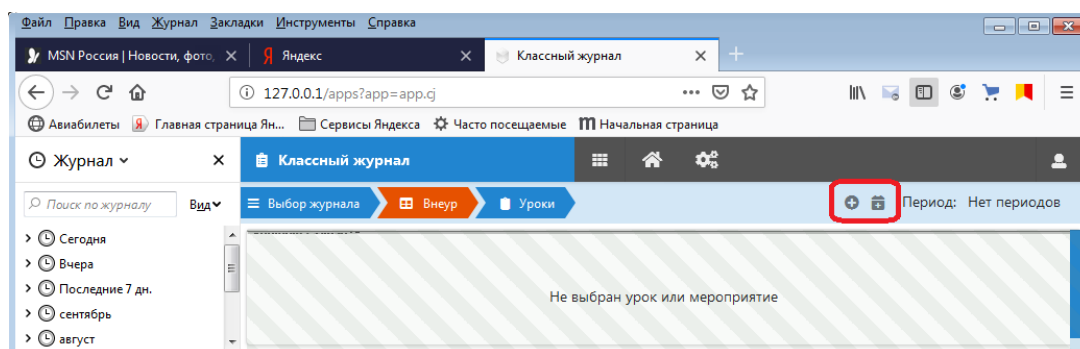 Файл Правка Вид Журнал Закладки Инструменты Справка
MSN Россия | Новости, фото, Яндекс Классный журнал
127.0.0.1/apps?app=app.cj
Авиабилеты Главная страница Ян... Сервисы Яндекса Часто посещаемые Начальная страница
Журнал Классный журнал
Поиск по журналу Вид Выбор журнала Внеур Уроки Период: Нет периодов
Сегодня
Вчера
Последние 7 дн.
Не выбран урок или мероприятие
сентябрь
август